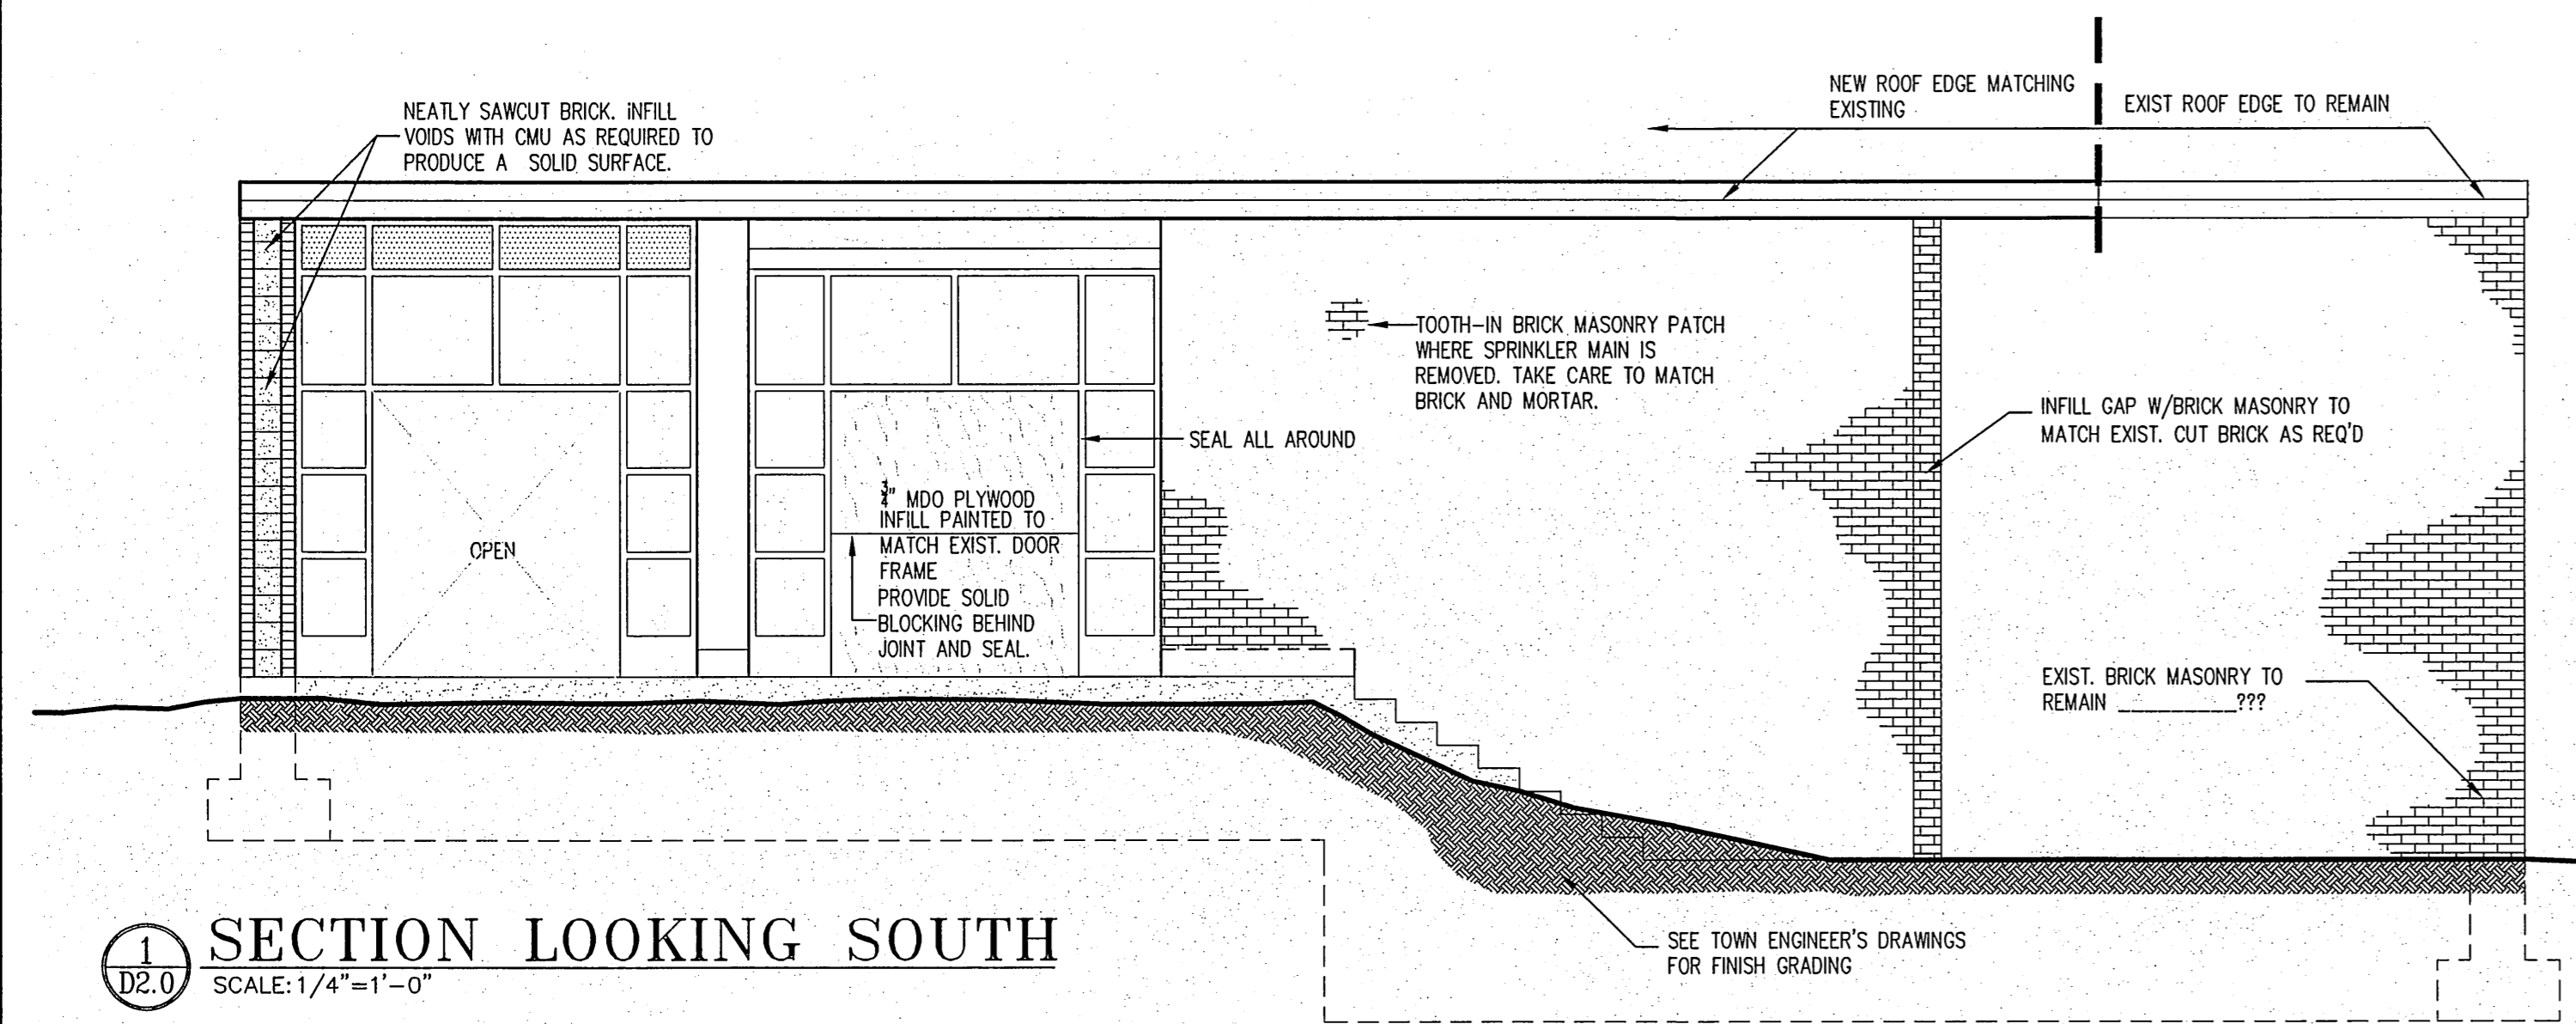 NEATLY SAWCUT BRICK. INFILL
VOIDS WITH CMU AS REQUIRED TO
PRODUCE A SOLID SURFACE.
NEW ROOF EDGE MATCHING
EXISTING
EXIST ROOF EDGE TO REMAIN
TOOTH-IN BRICK MASONRY PATCH
WHERE SPRINKLER MAIN IS
REMOVED. TAKE CARE TO MATCH
BRICK AND MORTAR.
INFILL GAP W/BRICK MASONRY TO
MATCH EXIST. CUT BRICK AS REQ'D
SEAL ALL AROUND
3/4" MDO PLYWOOD
INFILL PAINTED TO
MATCH EXIST. DOOR
FRAME
PROVIDE SOLID
BLOCKING BEHIND
JOINT AND SEAL.
OPEN
EXIST. BRICK MASONRY TO
REMAIN __________???
SEE TOWN ENGINEER'S DRAWINGS
FOR FINISH GRADING
1
D2.0
SECTION LOOKING SOUTH
SCALE: 1/4"=1'-0"